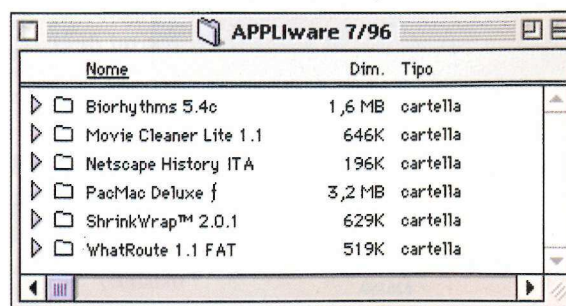 APPLIware 7/96
Nome Dim. Tipo
Biorhythms 5.4c 1,6 MB cartella
Movie Cleaner Lite 1.1 646K cartella
Netscape History ITA 196K cartella
PacMac Deluxe ƒ 3,2 MB cartella
ShrinkWrap™ 2.0.1 629K cartella
WhatRoute 1.1 FAT 519K cartella